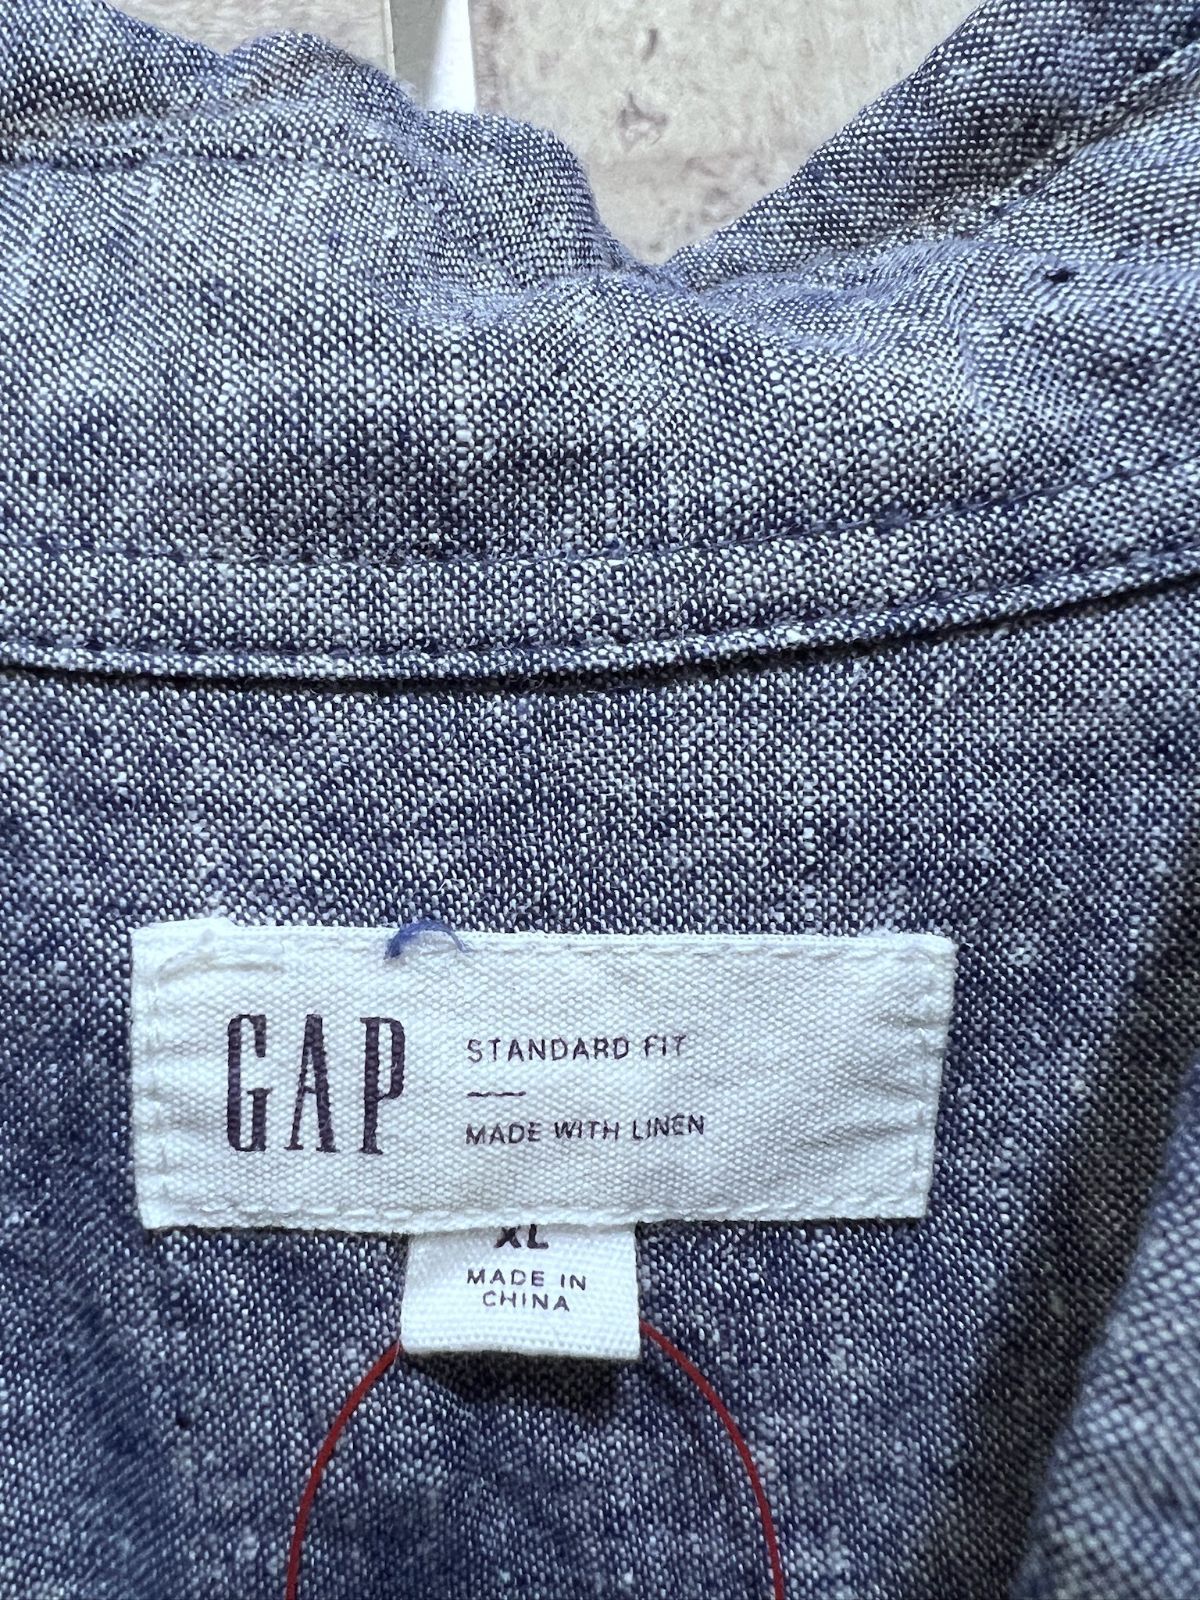 GAP
STANDARD FIT
MADE WITH LINEN
XL
MADE IN
CHINA